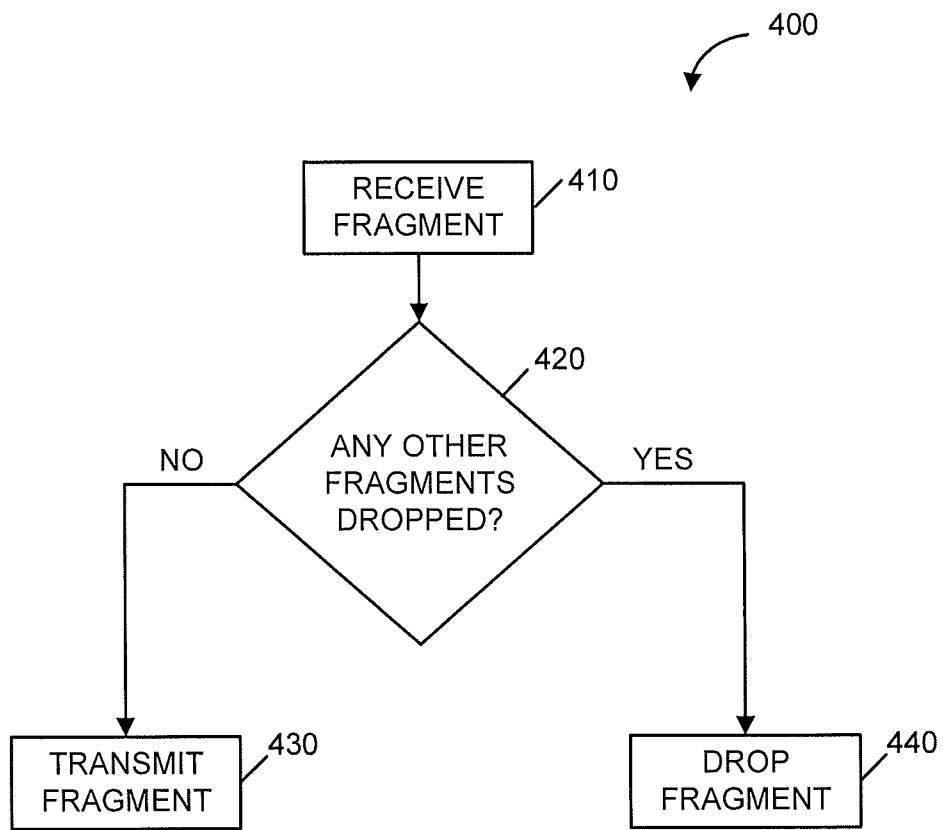 400
RECEIVE
FRAGMENT
410
420
ANY OTHER
FRAGMENTS
DROPPED?
NO
YES
TRANSMIT
FRAGMENT
430
DROP
FRAGMENT
440